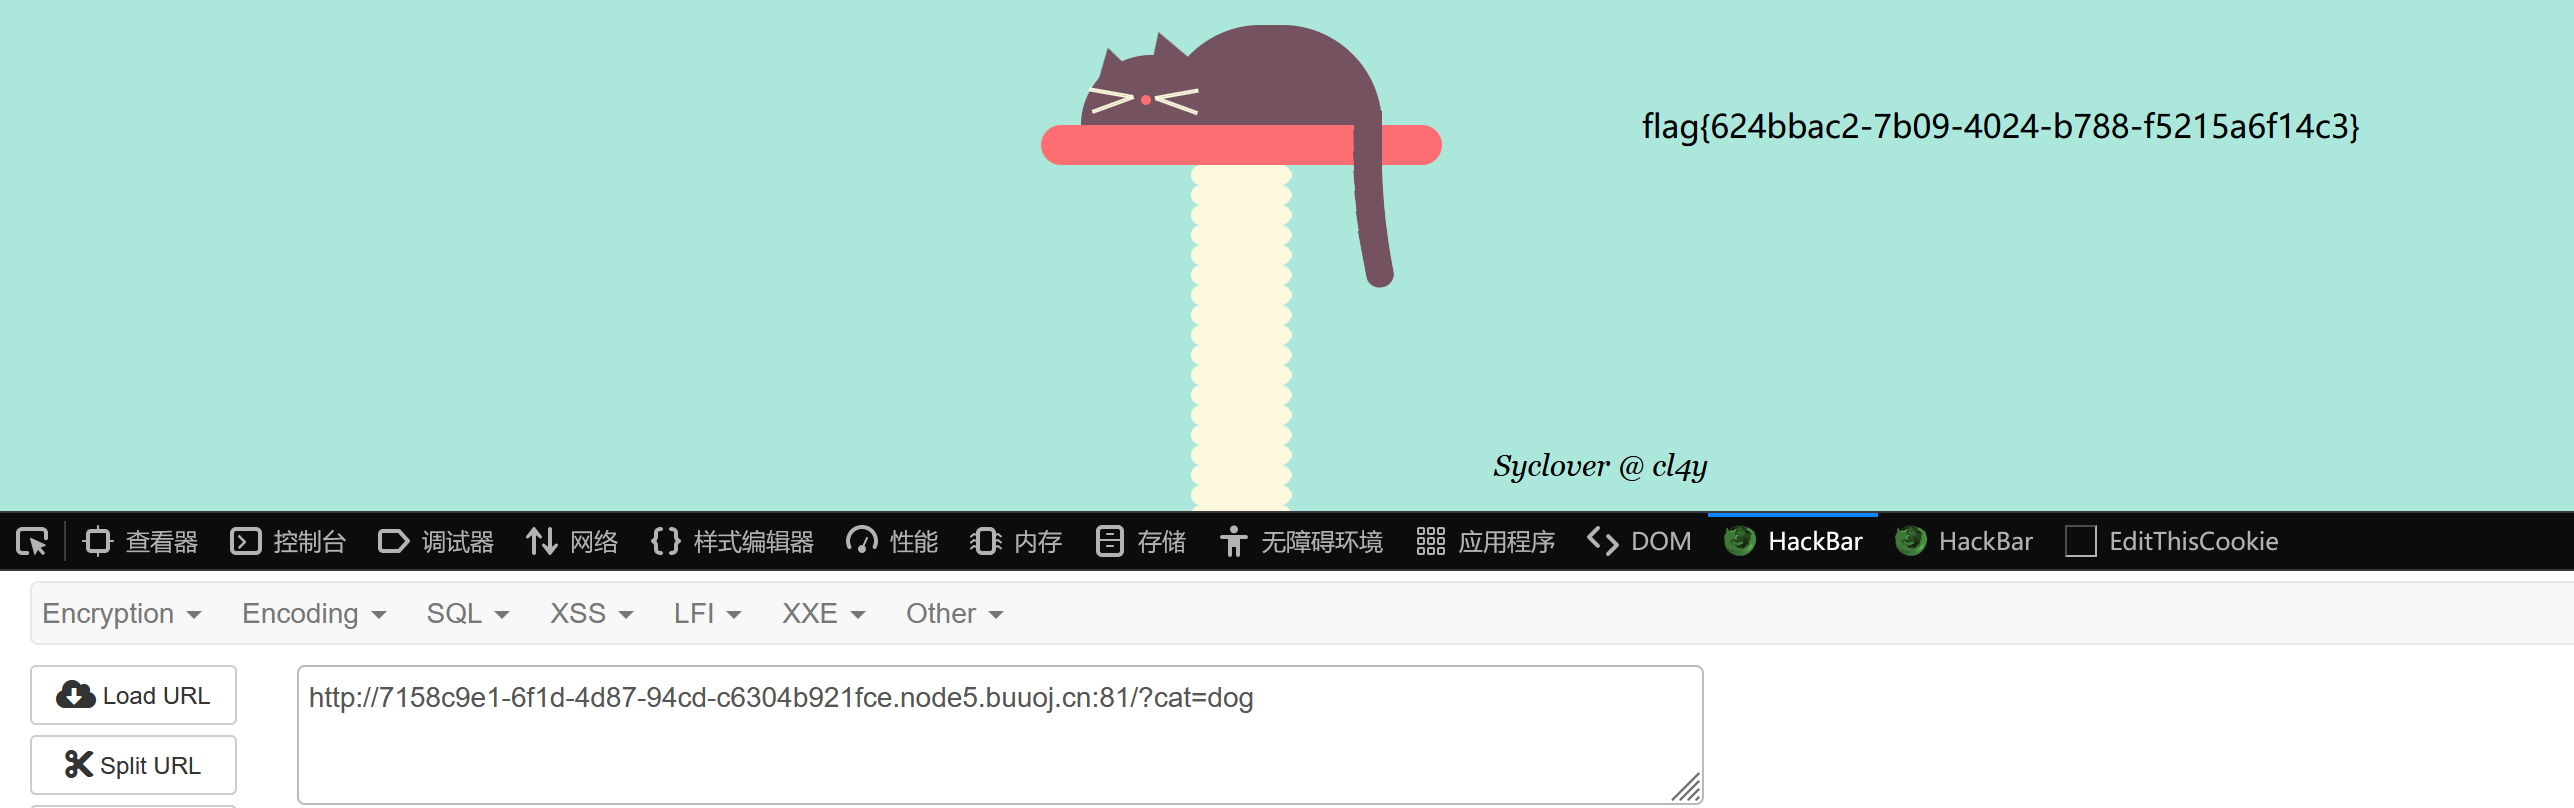 flag{624bbac2-7b09-4024-b788-f5215a6f14c3}
Syclover @ cl4y
查看器 控制台 调试器 网络 样式编辑器 性能 内存 存储 无障碍环境 应用程序 DOM HackBar HackBar EditThisCookie
Encryption Encoding SQL XSS LFI XXE Other
Load URL
http://7158c9e1-6f1d-4d87-94cd-c6304b921fce.node5.buuoj.cn:81/?cat=dog
Split URL